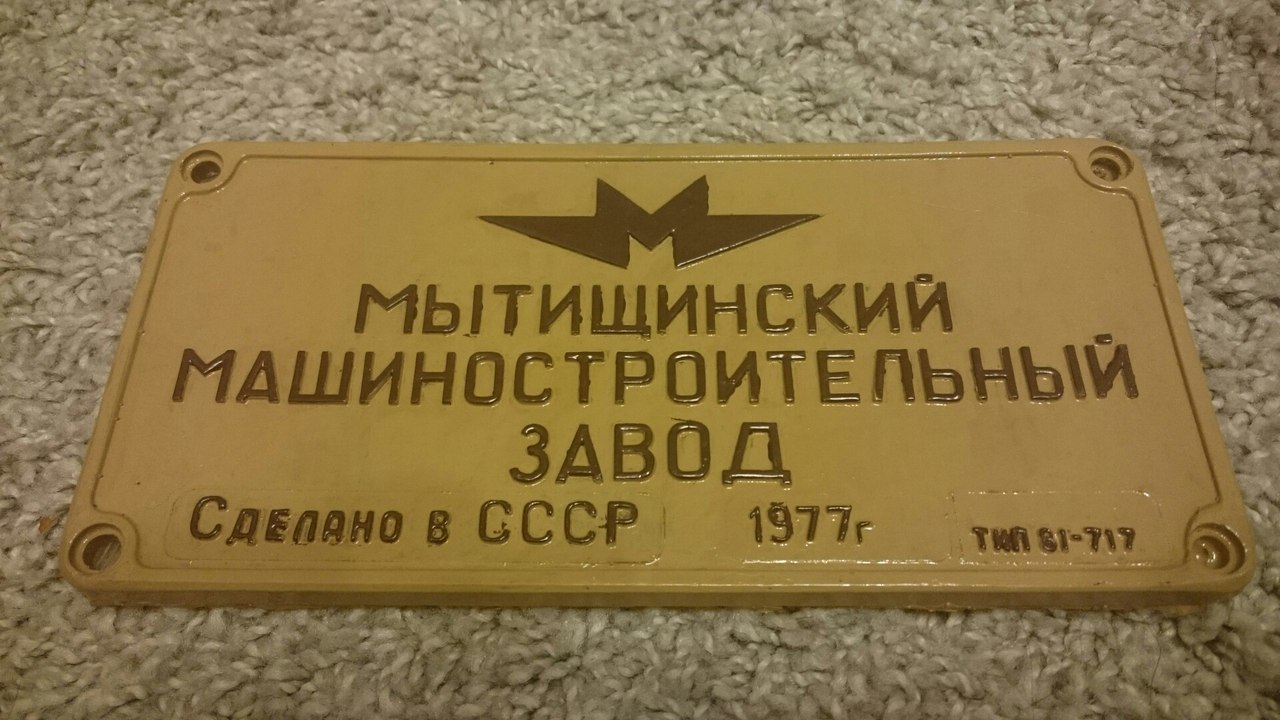 МЫТИЩИНСКИЙ
МАШИНОСТРОИТЕЛЬНЫЙ
ЗАВОД
СДЕЛАНО В СССР 1977г ТИП 81-717